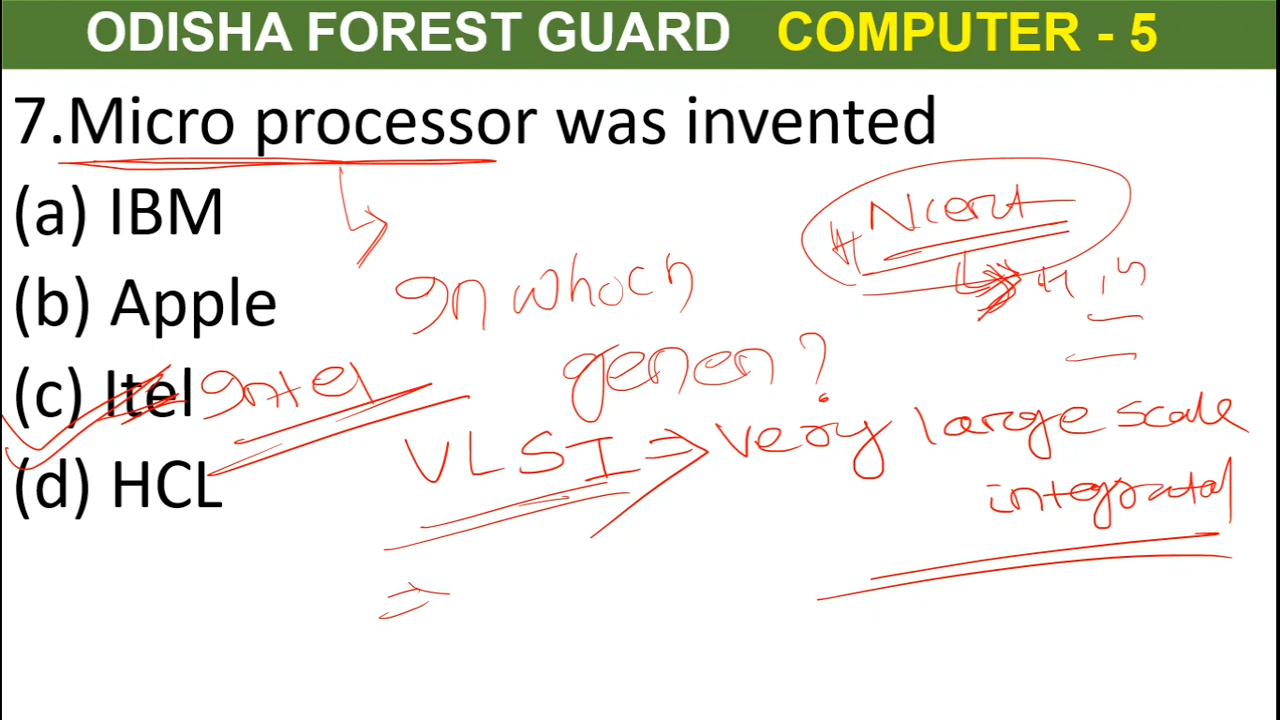 ODISHA FOREST GUARD COMPUTER - 5
7.Micro processor was invented
(a) IBM
Ncert
(b) Apple
In which
gener?
(c) Itel Intel
VLSI ⇒ very large scale
(d) HCL